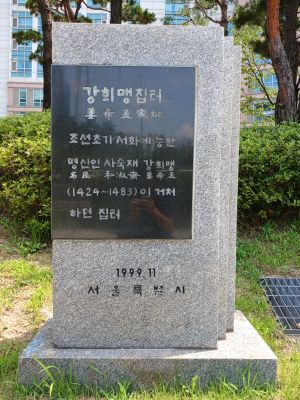 강희맹집터
姜希孟家址
조선초기 서화에 능한
명신인 사숙재 강희맹
名臣 私淑齋 姜希孟
(1424~1483)이 거처
하던 집터
1999.11
서울특별시